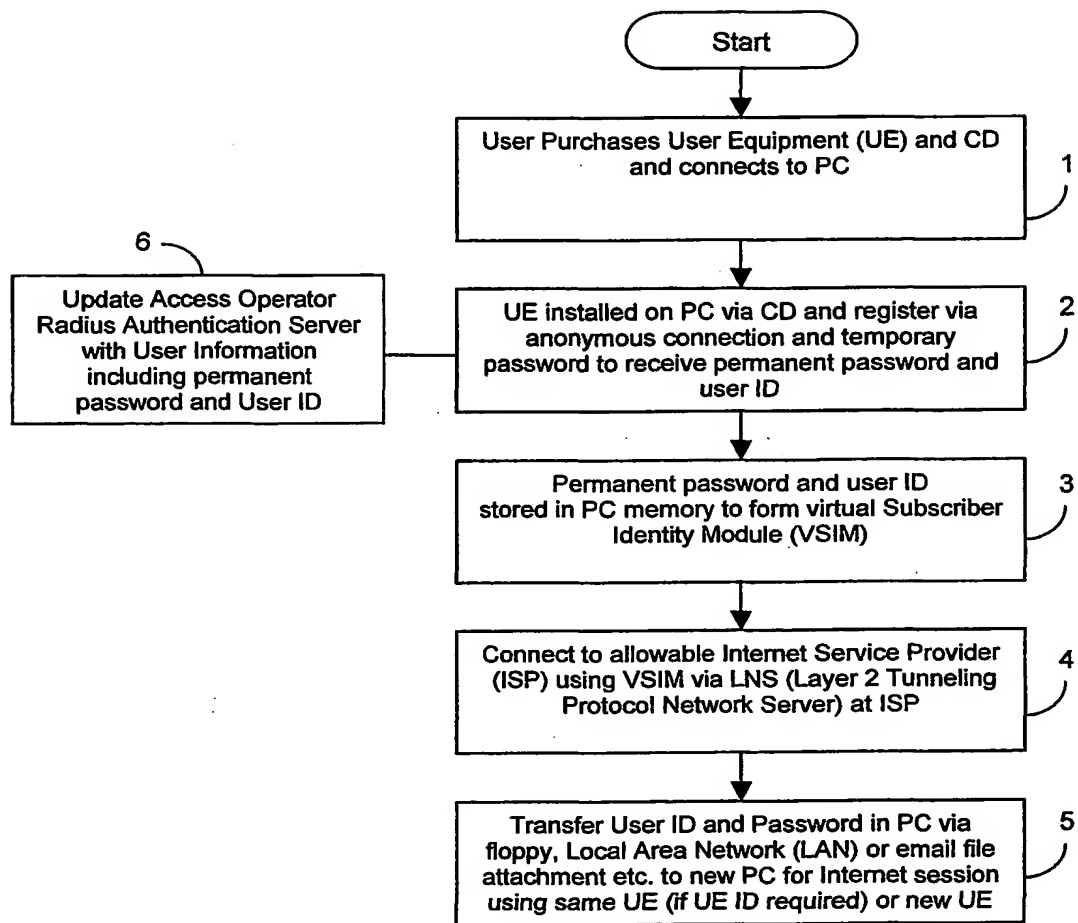 Start
User Purchases User Equipment (UE) and CD
and connects to PC
1
6
Update Access Operator
Radius Authentication Server
with User Information
including permanent
password and User ID
UE installed on PC via CD and register via
anonymous connection and temporary
password to receive permanent password and
user ID
2
Permanent password and user ID
stored in PC memory to form virtual Subscriber
Identity Module (VSIM)
3
Connect to allowable Internet Service Provider
(ISP) using VSIM via LNS (Layer 2 Tunneling
Protocol Network Server) at ISP
4
Transfer User ID and Password in PC via
floppy, Local Area Network (LAN) or email file
attachment etc. to new PC for Internet session
using same UE (if UE ID required) or new UE
5